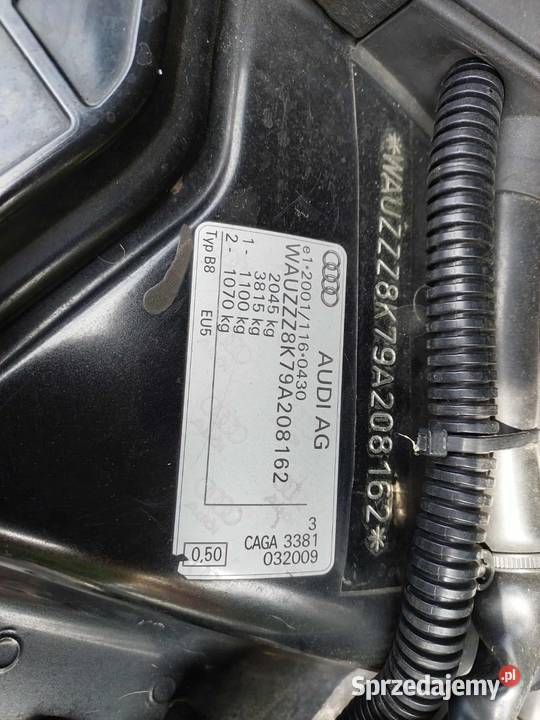 AUDI AG
e1*2001/116*0430
WAUZZZ8K79A208162
2045 kg
3815 kg
1 - 1100 kg
2 - 1070 kg
Typ B8
EU5
3
CAGA 3381
032009
0,50
*WAUZZZ8K79A208162*
Sprzedajemy.pl